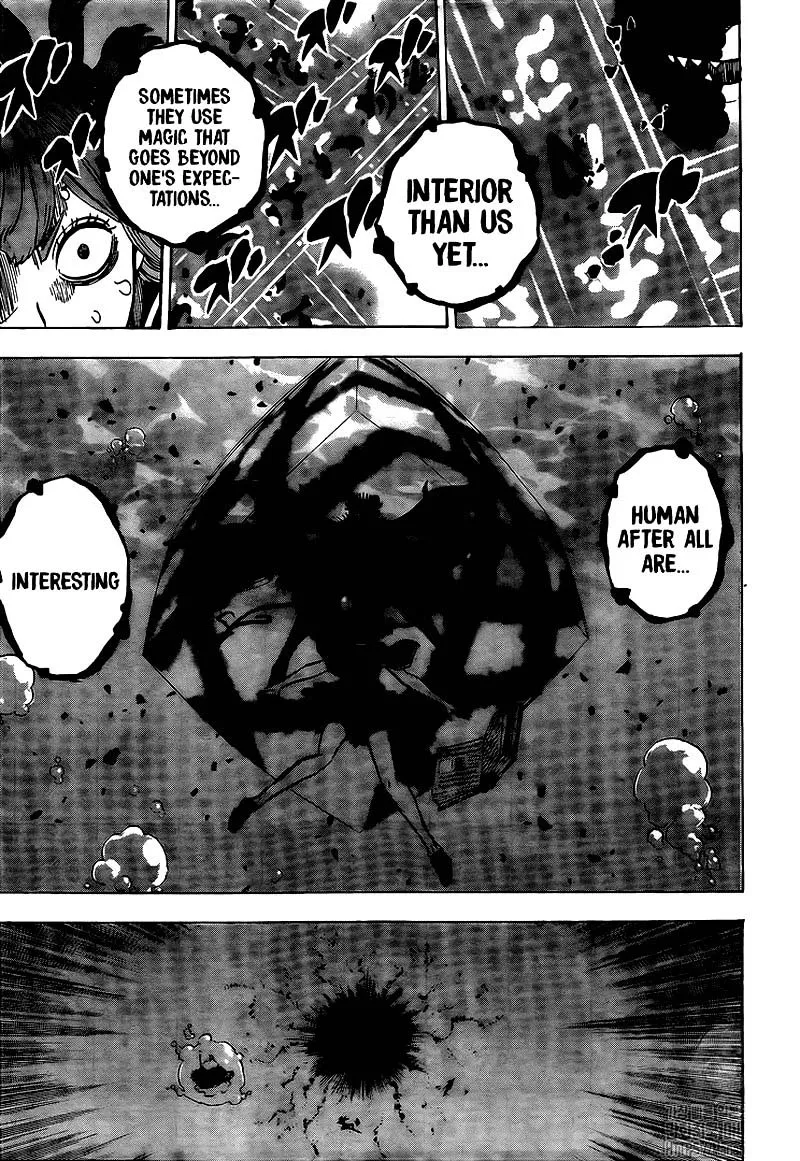 INTERIOR
THAN US
YET...
SOMETIMES
THEY USE
MAGIC THAT
GOES BEYOND
ONE'S EXPEC-
TATIONS...
HUMAN
AFTER ALL
ARE...
INTERESTING